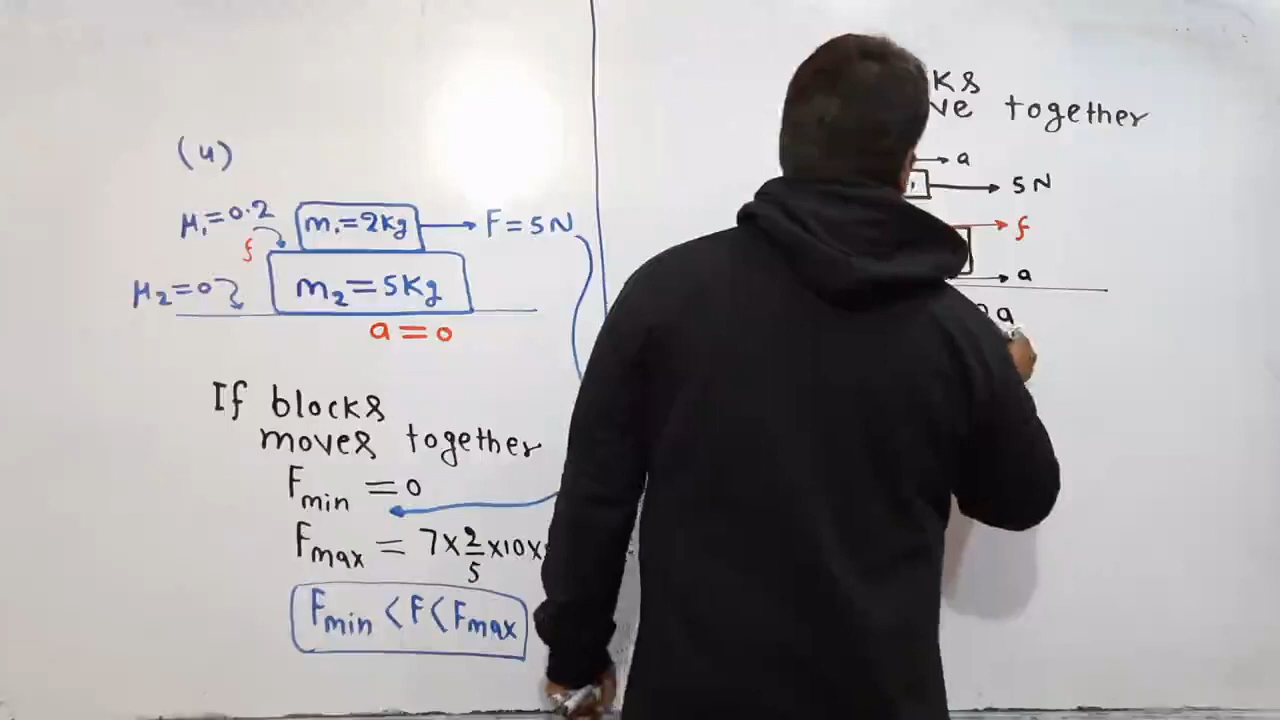 (4)
μ₁=0.2
f
m₁=2kg
F=5N
μ₂=0
m₂=5kg
a=0
If blocks
moves together
Fmin =0
Fmax = 7×2/5×10×
Fmin<F<Fmax
together
a
5N
f
a
a